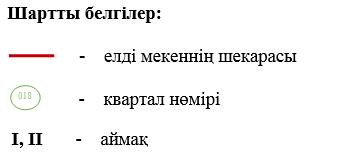 Шартты белгілер:
- елді мекеннің шекарасы
018 - квартал нөмірі
I, II - аймақ